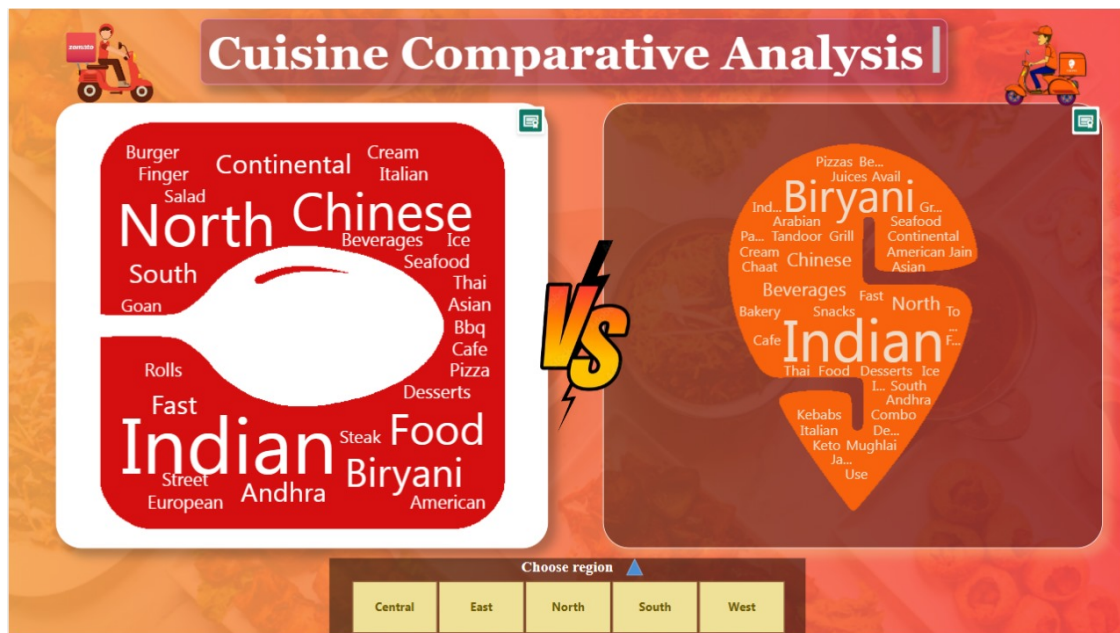 Cuisine Comparative Analysis
zomato
Burger
Continental
Cream
Finger
Italian
Salad
North
Chinese
Beverages
Ice
South
Seafood
Thai
Goan
Asian
Bbq
Cafe
Rolls
Pizza
Desserts
Fast
Indian
Steak
Food
Street
Biryani
European
Andhra
American
VS
Pizzas Be...
Juices Avail
Biryani
Ind...
Gr...
Arabian
Seafood
Pa...
Tandoor
Grill
Continental
Cream
American Jain
Chaat
Chinese
Asian
Beverages
Fast
North
Bakery
Snacks
To
...
Cafe
Indian
F...
Thai
Food
Desserts
Ice
I...
South
Andhra
Kebabs
Combo
Italian
De...
Keto
Mughlai
Ja...
Use
Choose region
Central
East
North
South
West